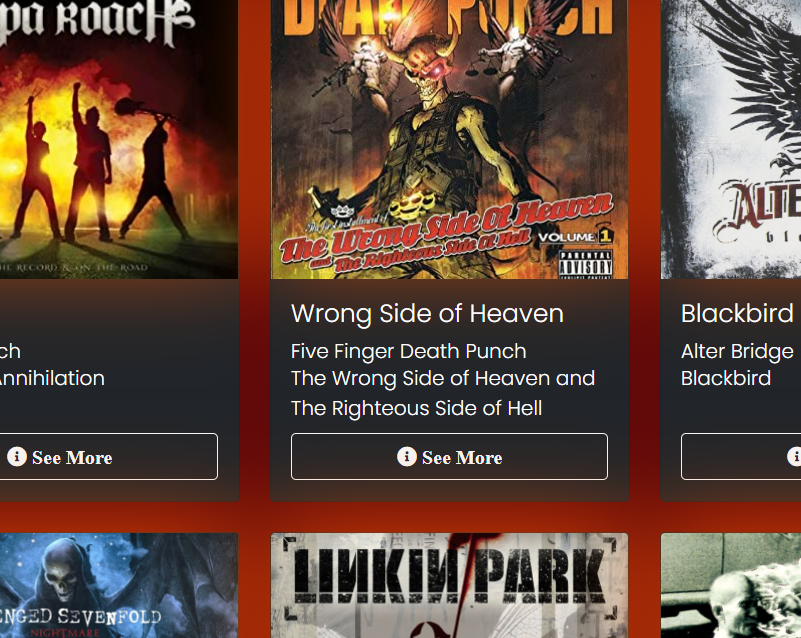 pa Roach
HE RECORD & ON THE ROAD
ch
Annihilation
See More
DEATH PUNCH
The Wrong Side Of Heaven
and The Righteous Side Of Hell
VOLUME 1
PARENTAL
ADVISORY
EXPLICIT CONTENT
Wrong Side of Heaven
Five Finger Death Punch
The Wrong Side of Heaven and
The Righteous Side of Hell
See More
ALTE
bl
Blackbird
Alter Bridge
Blackbird
ENGED SEVENFOLD
NIGHTMARE
LINKIN PARK